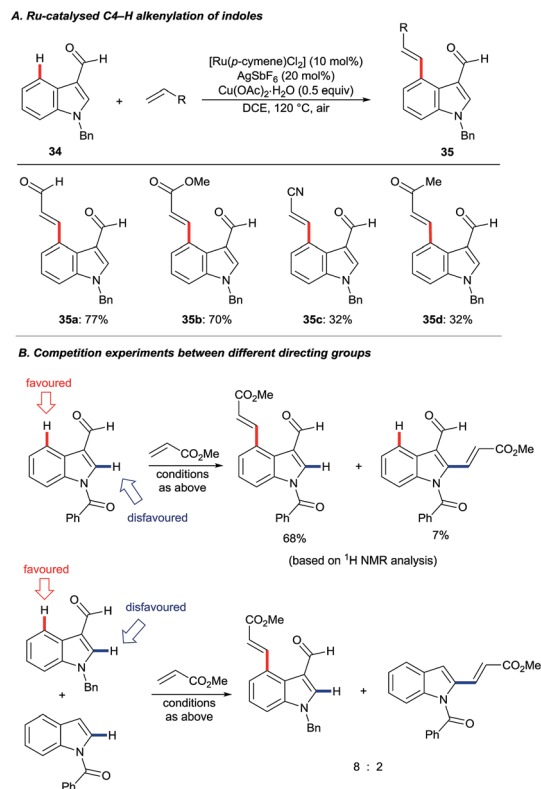 A. Ru-catalysed C4–H alkenylation of indoles
H
O
H
N
Bn
34
+
R
[Ru(p-cymene)Cl2] (10 mol%)
AgSbF6 (20 mol%)
Cu(OAc)2·H2O (0.5 equiv)
DCE, 120 °C, air
R
O
H
N
Bn
35
H
O
O
H
N
Bn
35a: 77%
O
OMe
O
H
N
Bn
35b: 70%
CN
O
H
N
Bn
35c: 32%
Me
O
O
H
N
Bn
35d: 32%
B. Competition experiments between different directing groups
favoured
H
O
H
H
N
O
Ph
disfavoured
CO2Me
conditions
as above
CO2Me
O
H
H
N
O
Ph
68%
+
H
O
H
CO2Me
N
O
Ph
7%
(based on 1H NMR analysis)
favoured
H
O
H
disfavoured
H
N
Bn
+
H
N
O
Ph
CO2Me
conditions
as above
CO2Me
O
H
H
N
Bn
+
CO2Me
N
O
Ph
8 : 2